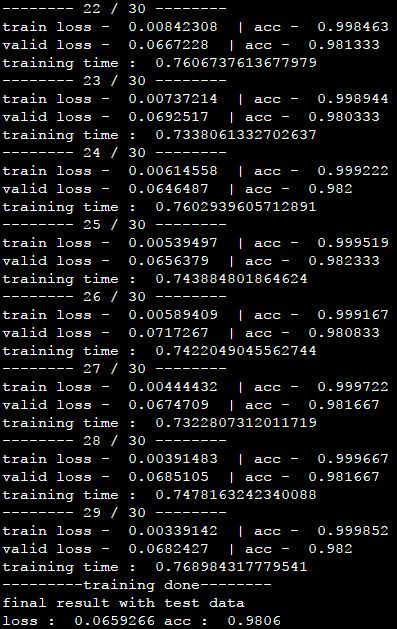 -------- 22 / 30 --------
train loss -  0.00842308  | acc -  0.998463
valid loss -  0.0667228  | acc -  0.981333
training time :  0.7606737613677979
-------- 23 / 30 --------
train loss -  0.00737214  | acc -  0.998944
valid loss -  0.0692517  | acc -  0.980333
training time :  0.7338061332702637
-------- 24 / 30 --------
train loss -  0.00614558  | acc -  0.999222
valid loss -  0.0646487  | acc -  0.982
training time :  0.7602939605712891
-------- 25 / 30 --------
train loss -  0.00539497  | acc -  0.999519
valid loss -  0.0656379  | acc -  0.982333
training time :  0.743884801864624
-------- 26 / 30 --------
train loss -  0.00589409  | acc -  0.999167
valid loss -  0.0717267  | acc -  0.980833
training time :  0.7422049045562744
-------- 27 / 30 --------
train loss -  0.00444432  | acc -  0.999722
valid loss -  0.0674709  | acc -  0.981667
training time :  0.7322807312011719
-------- 28 / 30 --------
train loss -  0.00391483  | acc -  0.999667
valid loss -  0.0685105  | acc -  0.981667
training time :  0.7478163242340088
-------- 29 / 30 --------
train loss -  0.00339142  | acc -  0.999852
valid loss -  0.0682427  | acc -  0.982
training time :  0.768984317779541
---------training done--------
final result with test data
loss :  0.0659266 acc :  0.9806